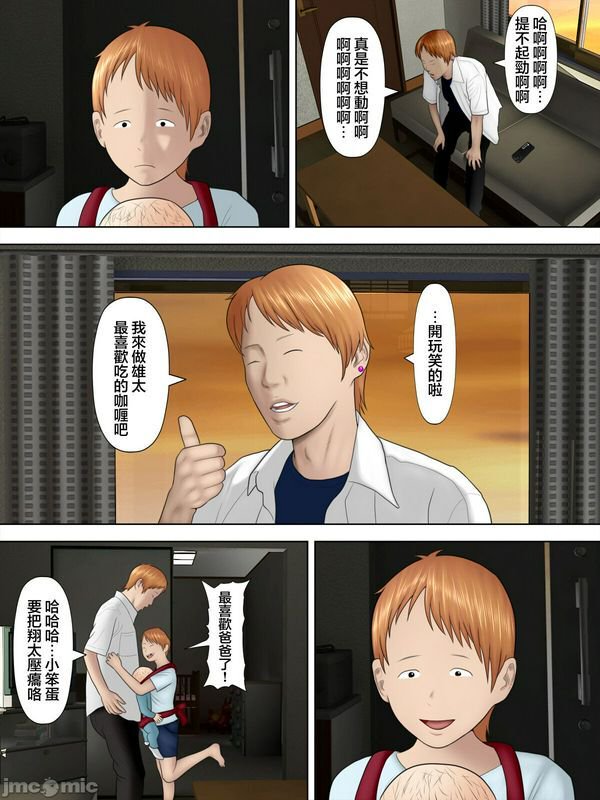 哈啊啊啊啊…
提不起勁啊啊
真是不想動啊啊
啊啊啊啊啊啊…
…開玩笑的啦
我來做雄太
最喜歡吃的咖喱吧
最喜歡爸爸了！
哈哈哈…小笨蛋
要把翔太壓癟咯
jmcomic